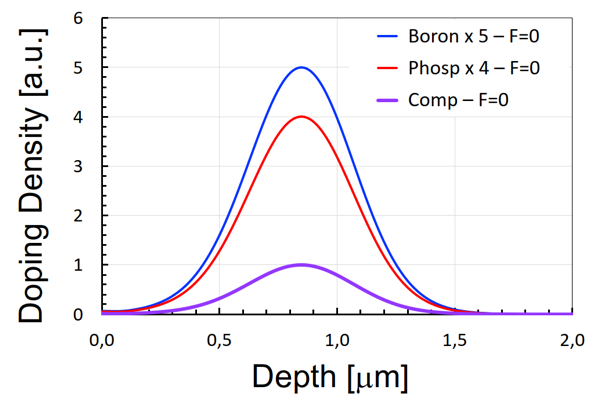 Doping Density [a.u.]
6
5
4
3
2
1
0
Boron x 5 – F=0
Phosp x 4 – F=0
Comp – F=0
0,0 0,5 1,0 1,5 2,0
Depth [μm]